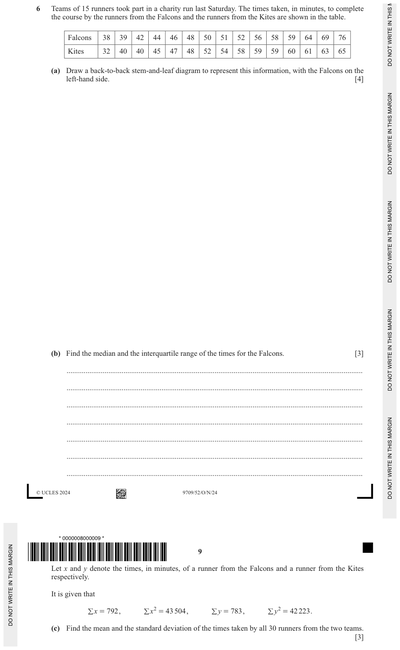 6 Teams of 15 runners took part in a charity run last Saturday. The times taken, in minutes, to complete
the course by the runners from the Falcons and the runners from the Kites are shown in the table.
Falcons 38 39 42 44 46 48 50 51 52 56 58 59 64 69 76
Kites 32 40 40 45 47 48 52 54 58 59 59 60 61 63 65
(a) Draw a back-to-back stem-and-leaf diagram to represent this information, with the Falcons on the
left-hand side. [4]
(b) Find the median and the interquartile range of the times for the Falcons. [3]
© UCLES 2024 9709/52/O/N/24
DO NOT WRITE IN THIS MARGIN
DO NOT WRITE IN THIS MARGIN
DO NOT WRITE IN THIS MARGIN
DO NOT WRITE IN THIS MARGIN
DO NOT WRITE IN THIS MARGIN
DO NOT WRITE IN THIS MARGIN
* 0000008000009 *
9
Let x and y denote the times, in minutes, of a runner from the Falcons and a runner from the Kites
respectively.
It is given that
Σx = 792, Σx² = 43 504, Σy = 783, Σy² = 42 223.
(c) Find the mean and the standard deviation of the times taken by all 30 runners from the two teams.
[3]